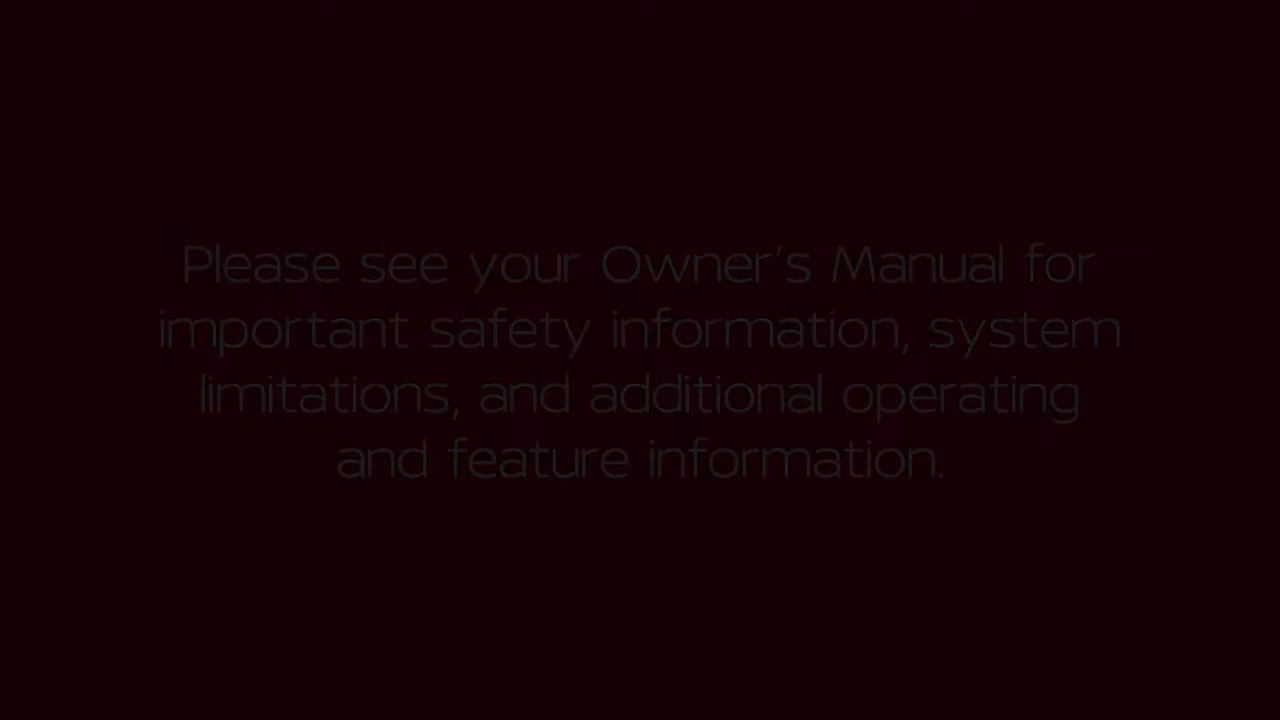 Please see your Owner’s Manual for
important safety information, system
limitations, and additional operating
and feature information.